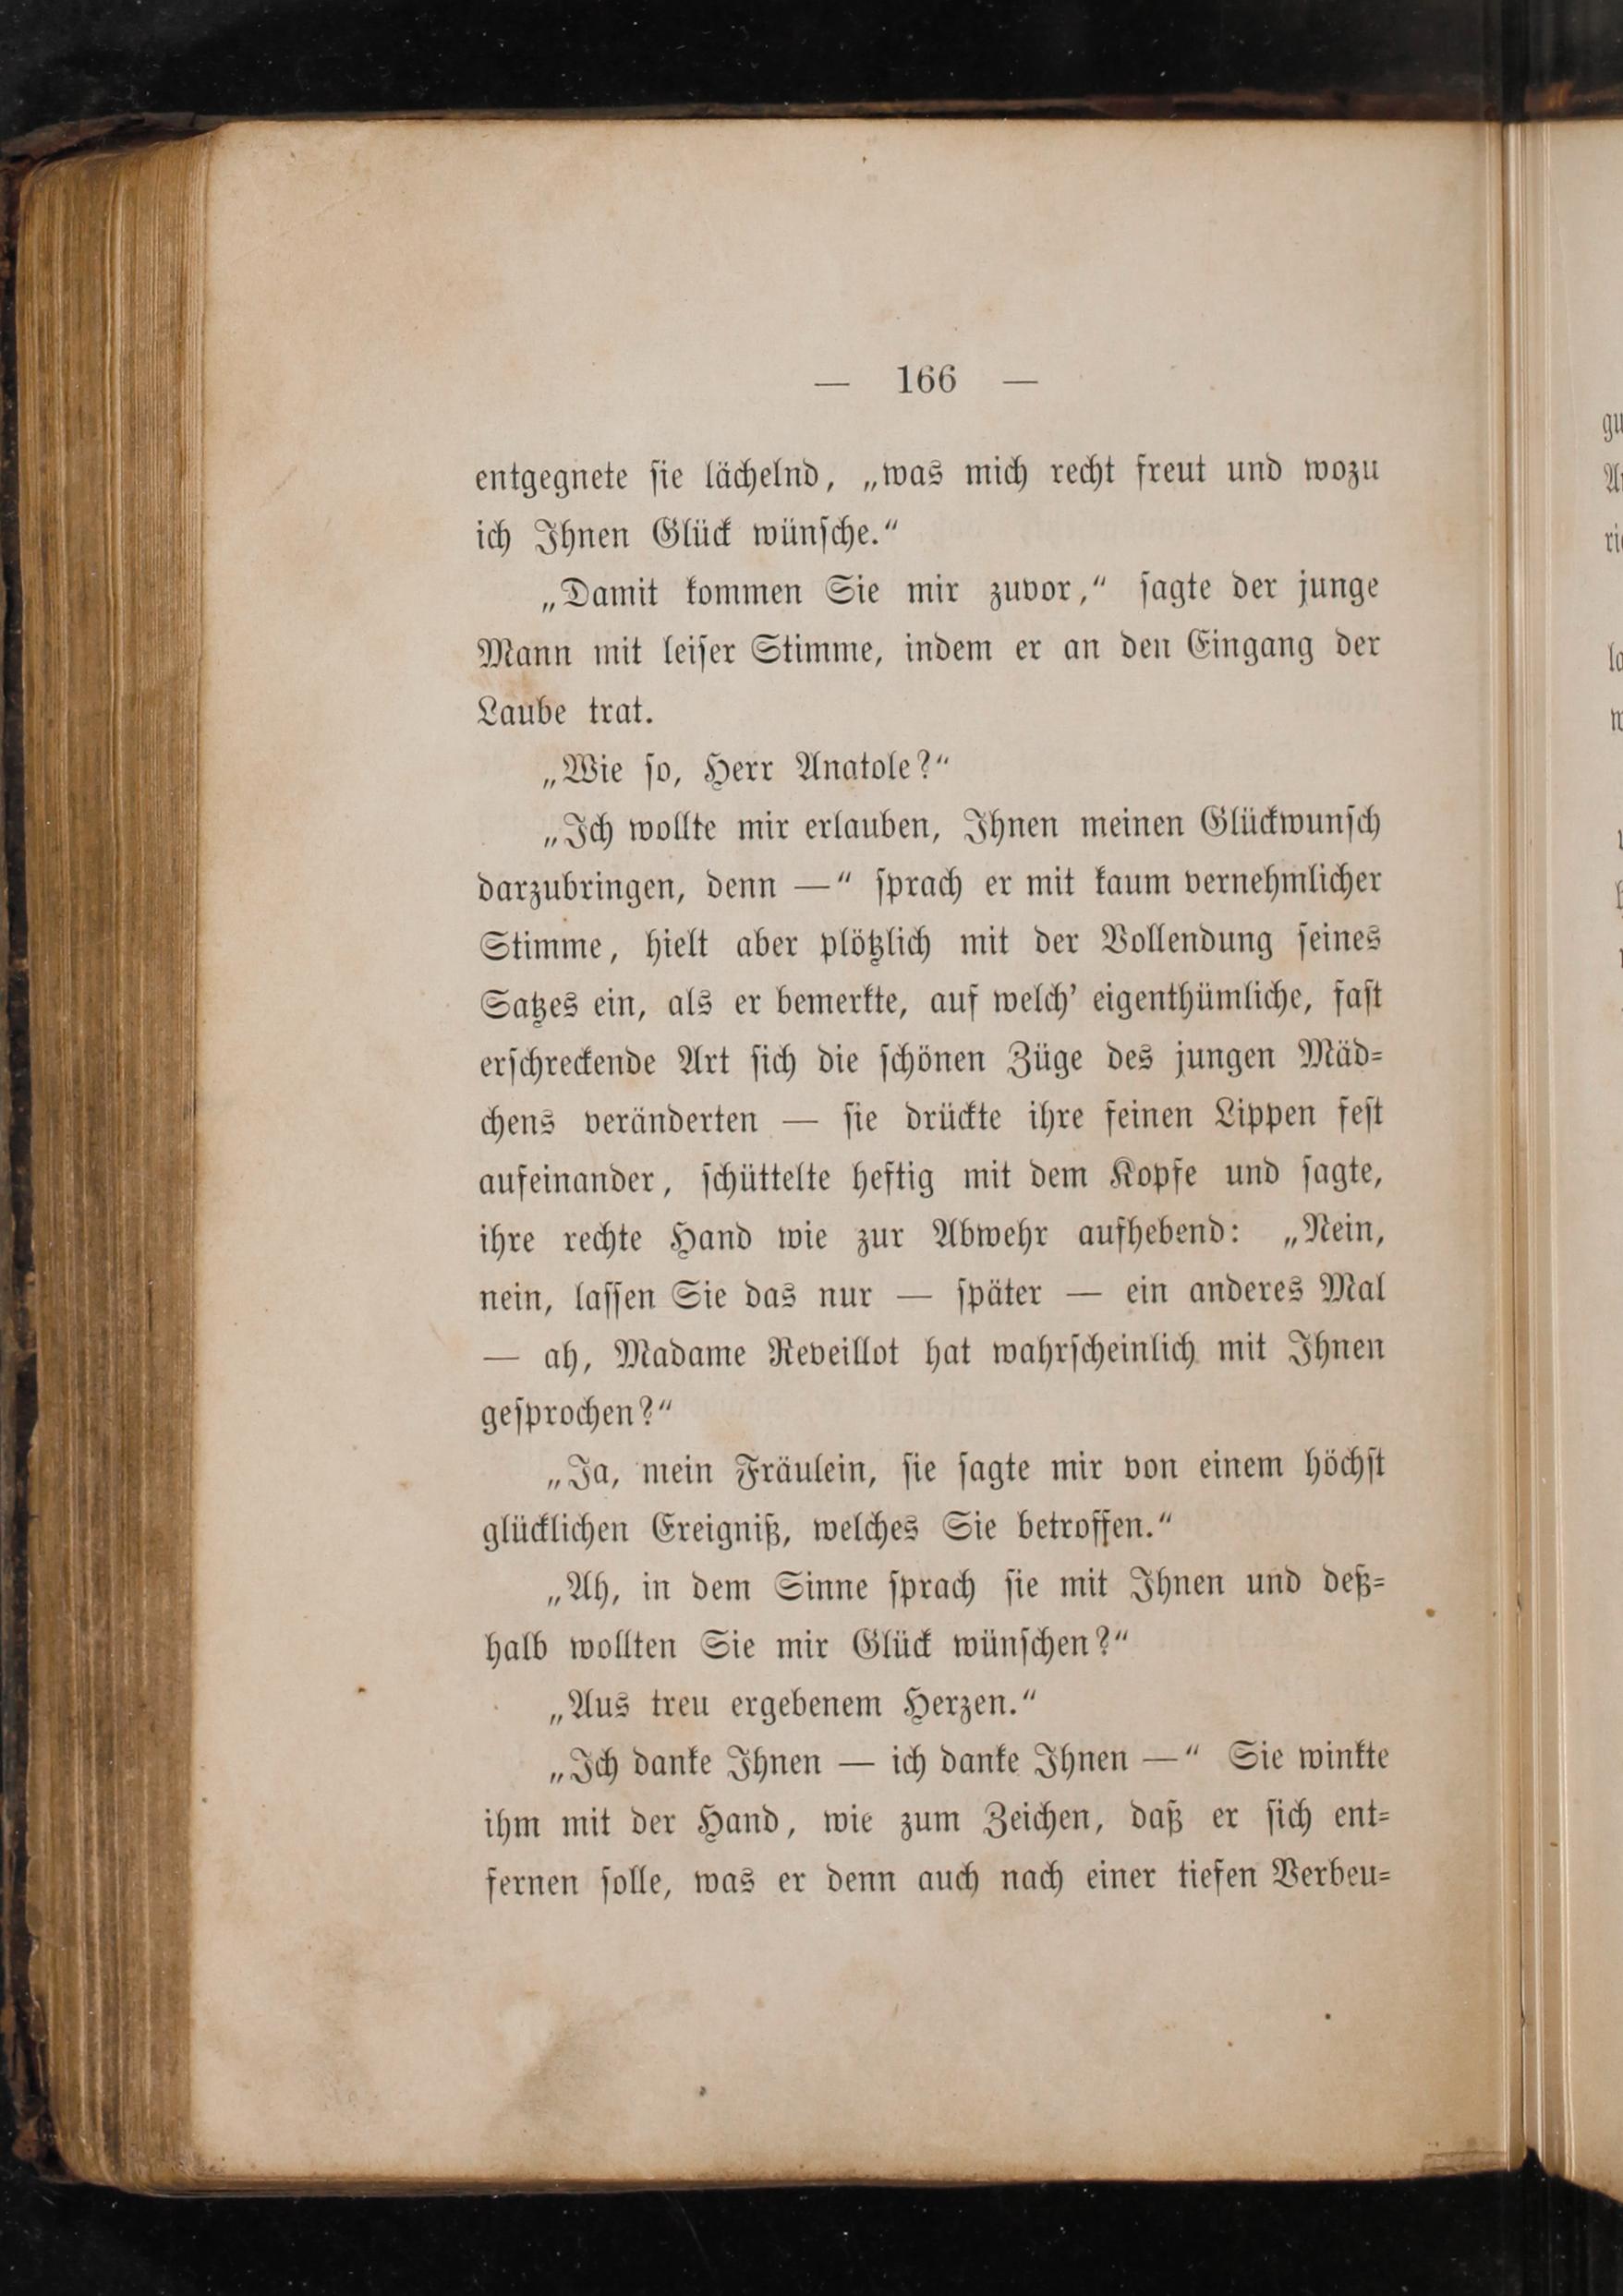 — 166 —
entgegnete ſie lächelnd, „was mich recht freut und wozu
ich Ihnen Glück wünſche.“
„Damit kommen Sie mir zuvor,“ ſagte der junge
Mann mit leiſer Stimme, indem er an den Eingang der
Laube trat.
„Wie ſo, Herr Anatole?“
„Ich wollte mir erlauben, Ihnen meinen Glückwunſch
darzubringen, denn —“ ſprach er mit kaum vernehmlicher
Stimme, hielt aber plötzlich mit der Vollendung ſeines
Satzes ein, als er bemerkte, auf welch’ eigenthümliche, faſt
erſchreckende Art ſich die ſchönen Züge des jungen Mäd⸗
chens veränderten — ſie drückte ihre feinen Lippen feſt
aufeinander, ſchüttelte heftig mit dem Kopfe und ſagte,
ihre rechte Hand wie zur Abwehr aufhebend: „Nein,
nein, laſſen Sie das nur — ſpäter — ein anderes Mal
— ah, Madame Reveillot hat wahrſcheinlich mit Ihnen
geſprochen?“
„Ja, mein Fräulein, ſie ſagte mir von einem höchſt
glücklichen Ereigniß, welches Sie betroffen.“
„Ah, in dem Sinne ſprach ſie mit Ihnen und deß⸗
halb wollten Sie mir Glück wünſchen?“
„Aus treu ergebenem Herzen.“
„Ich danke Ihnen — ich danke Ihnen —“ Sie winkte
ihm mit der Hand, wie zum Zeichen, daß er ſich ent⸗
fernen ſolle, was er denn auch nach einer tiefen Verbeu⸗